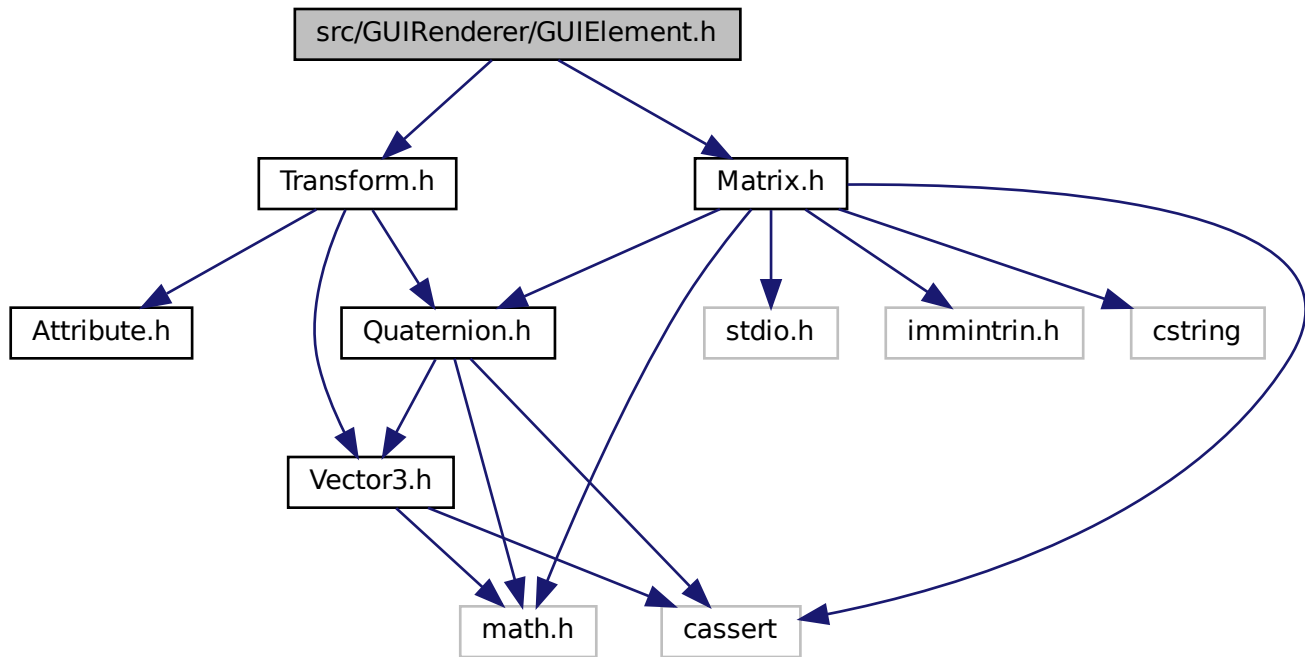 src/GUIRenderer/GUIElement.h
Transform.h
Matrix.h
Attribute.h
Quaternion.h
stdio.h
immintrin.h
cstring
Vector3.h
math.h
cassert